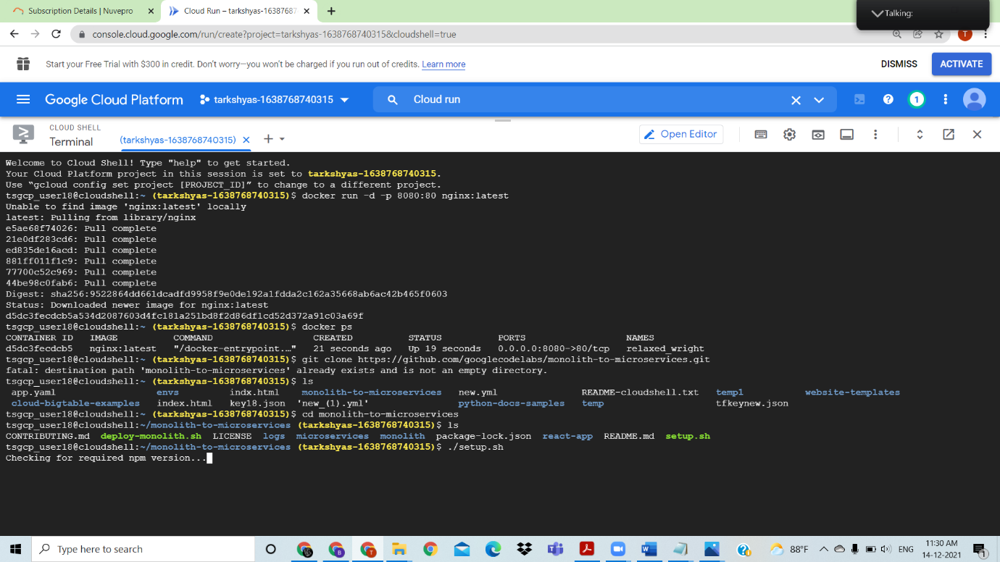 Subscription Details | Nuvepro
Cloud Run – tarkshyas-16387687
Talking:
console.cloud.google.com/run/create?project=tarkshyas-1638768740315&cloudshell=true
T
Start your Free Trial with $300 in credit. Don't worry—you won't be charged if you run out of credits. Learn more
DISMISS
ACTIVATE
Google Cloud Platform
tarkshyas-1638768740315
Cloud run
1
CLOUD SHELL
Terminal
(tarkshyas-1638768740315)
Open Editor
Welcome to Cloud Shell! Type "help" to get started.
Your Cloud Platform project in this session is set to tarkshyas-1638768740315.
Use “gcloud config set project [PROJECT_ID]” to change to a different project.
tsgcp_user18@cloudshell:~ (tarkshyas-1638768740315)$ docker run -d -p 8080:80 nginx:latest
Unable to find image 'nginx:latest' locally
latest: Pulling from library/nginx
e5ae68f74026: Pull complete
21e0df283cd6: Pull complete
ed835de16acd: Pull complete
881ff011f1c9: Pull complete
77700c52c969: Pull complete
44be98c0fab6: Pull complete
Digest: sha256:9522864dd661dcadfd9958f9e0de192a1fdda2c162a35668ab6ac42b465f0603
Status: Downloaded newer image for nginx:latest
d5dc3fecdcb5a534d2087603d4fc181a251bd8f2d86df1cd52d372a91c03a69f
tsgcp_user18@cloudshell:~ (tarkshyas-1638768740315)$ docker ps
CONTAINER ID IMAGE COMMAND CREATED STATUS PORTS NAMES
d5dc3fecdcb5 nginx:latest "/docker-entrypoint.…" 21 seconds ago Up 19 seconds 0.0.0.0:8080->80/tcp relaxed_wright
tsgcp_user18@cloudshell:~ (tarkshyas-1638768740315)$ git clone https://github.com/googlecodelabs/monolith-to-microservices.git
fatal: destination path 'monolith-to-microservices' already exists and is not an empty directory.
tsgcp_user18@cloudshell:~ (tarkshyas-1638768740315)$ ls
app.yaml envs indx.html monolith-to-microservices new.yml README-cloudshell.txt temp1 website-templates
cloud-bigtable-examples index.html key18.json 'new_(1).yml' python-docs-samples temp tfkeynew.json
tsgcp_user18@cloudshell:~ (tarkshyas-1638768740315)$ cd monolith-to-microservices
tsgcp_user18@cloudshell:~/monolith-to-microservices (tarkshyas-1638768740315)$ ls
CONTRIBUTING.md deploy-monolith.sh LICENSE logs microservices monolith package-lock.json react-app README.md setup.sh
tsgcp_user18@cloudshell:~/monolith-to-microservices (tarkshyas-1638768740315)$ ./setup.sh
Checking for required npm version...
Type here to search
88°F
ENG
11:30 AM
14-12-2021
1